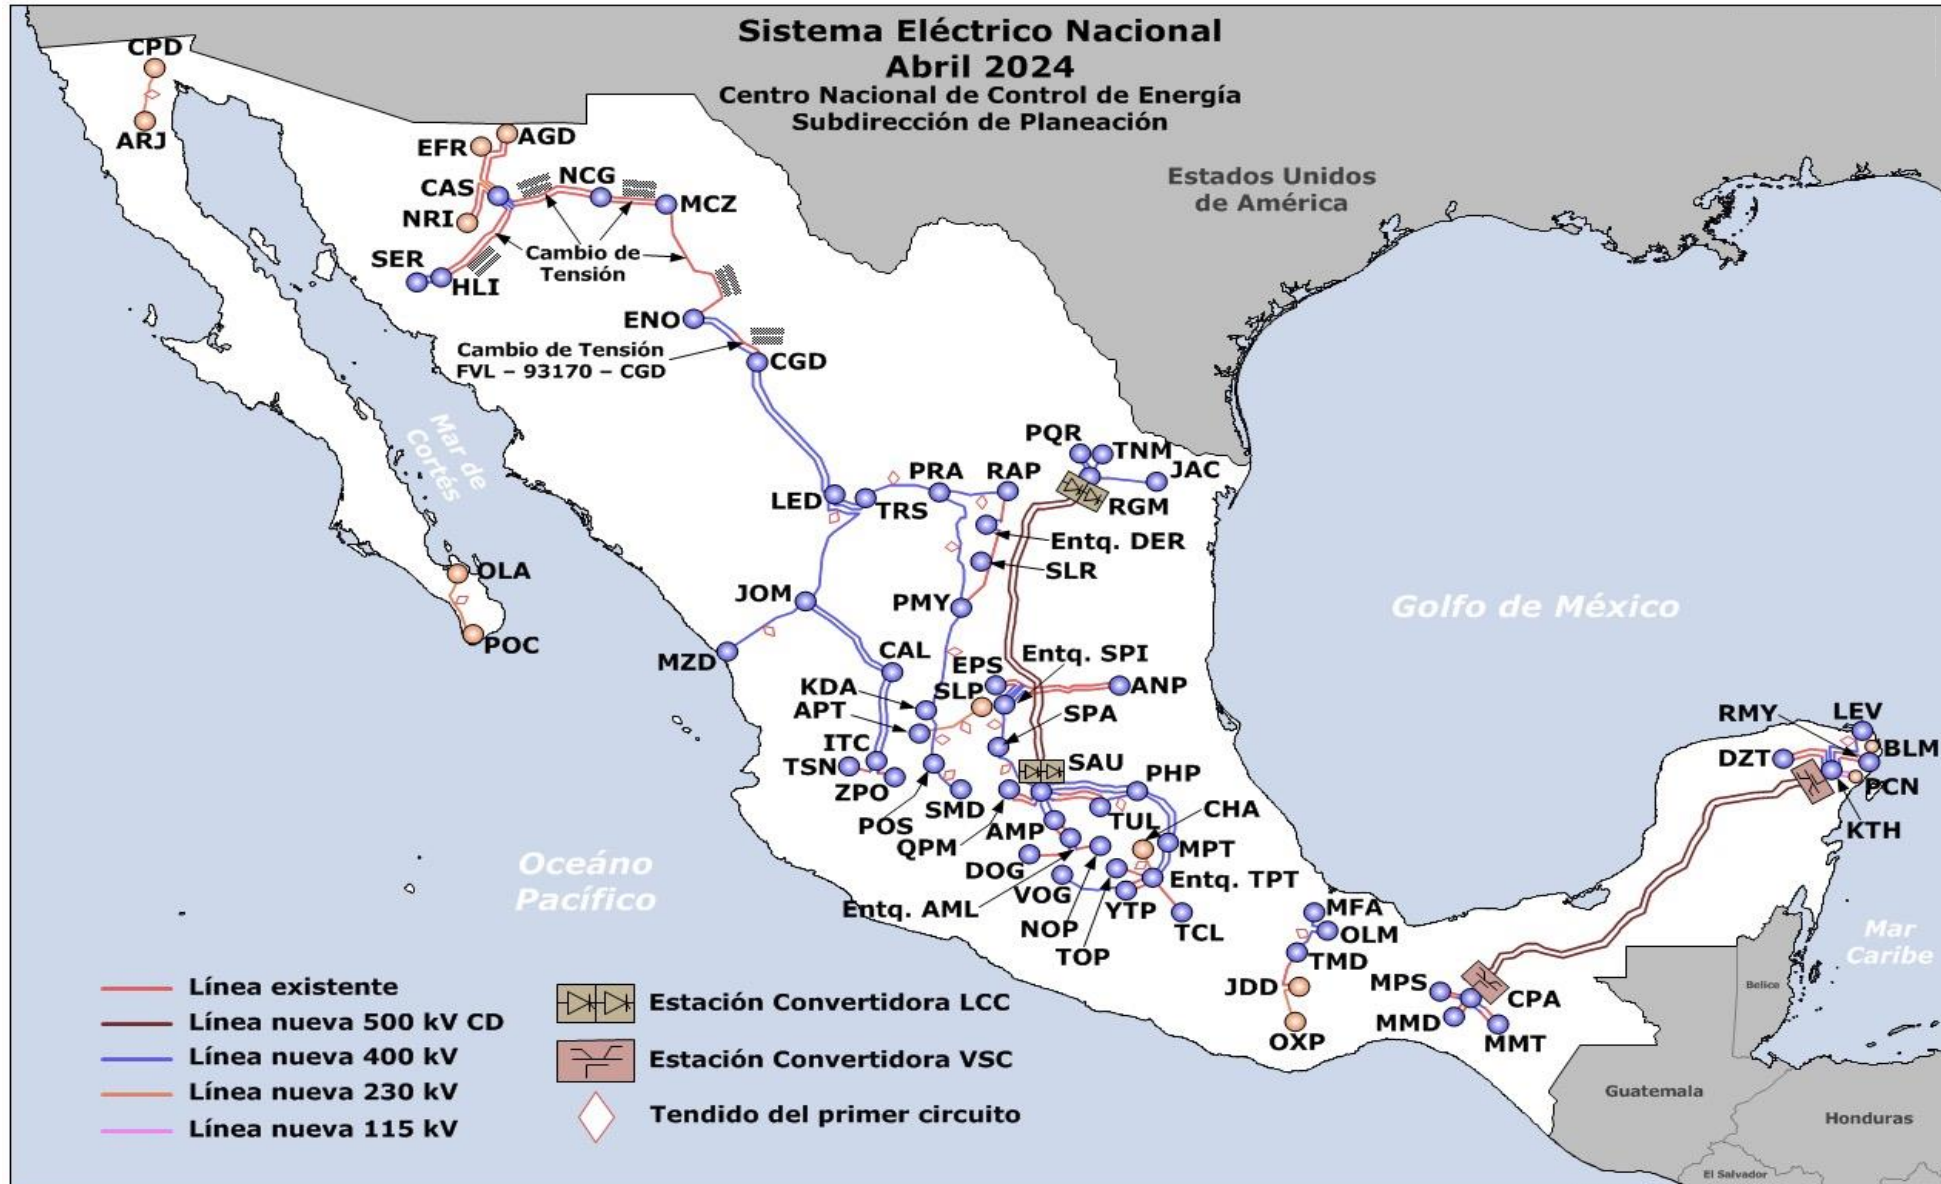 Sistema Eléctrico Nacional
Abril 2024
Centro Nacional de Control de Energía
Subdirección de Planeación
Estados Unidos
de América
CPD
ARJ
EFR
AGD
CAS
NCG
MCZ
NRI
SER
HLI
Cambio de
Tensión
ENO
Cambio de Tensión
FVL – 93170 – CGD
CGD
Mar de
Cortés
PQR
TNM
JAC
RGM
LED
TRS
PRA
RAP
Entq. DER
SLR
OLA
POC
JOM
PMY
MZD
CAL
EPS
Entq. SPI
KDA
SLP
ANP
APT
SPA
ITC
TSN
ZPO
SAU
PHP
POS
SMD
QPM
AMP
TUL
CHA
MPT
DOG
VOG
Entq. TPT
Entq. AML
NOP
TOP
YTP
TCL
Golfo de México
RMY
LEV
DZT
BLM
PCN
KTH
Oceáno
Pacífico
MFA
OLM
TMD
JDD
OXP
MPS
CPA
MMD
MMT
Mar
Caribe
Belice
Guatemala
Honduras
El Salvador
Línea existente
Línea nueva 500 kV CD
Línea nueva 400 kV
Línea nueva 230 kV
Línea nueva 115 kV
Estación Convertidora LCC
Estación Convertidora VSC
Tendido del primer circuito